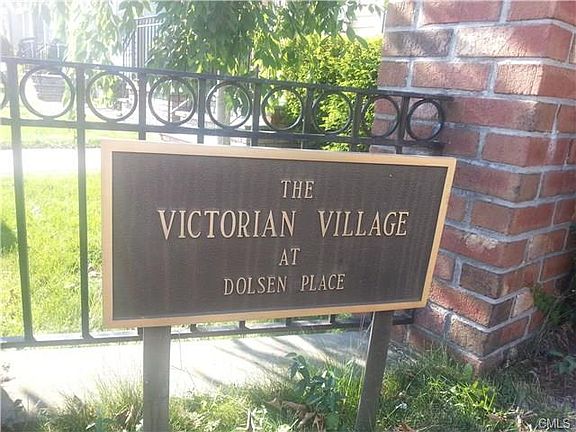 THE
VICTORIAN VILLAGE
AT
DOLSEN PLACE
©CMLS